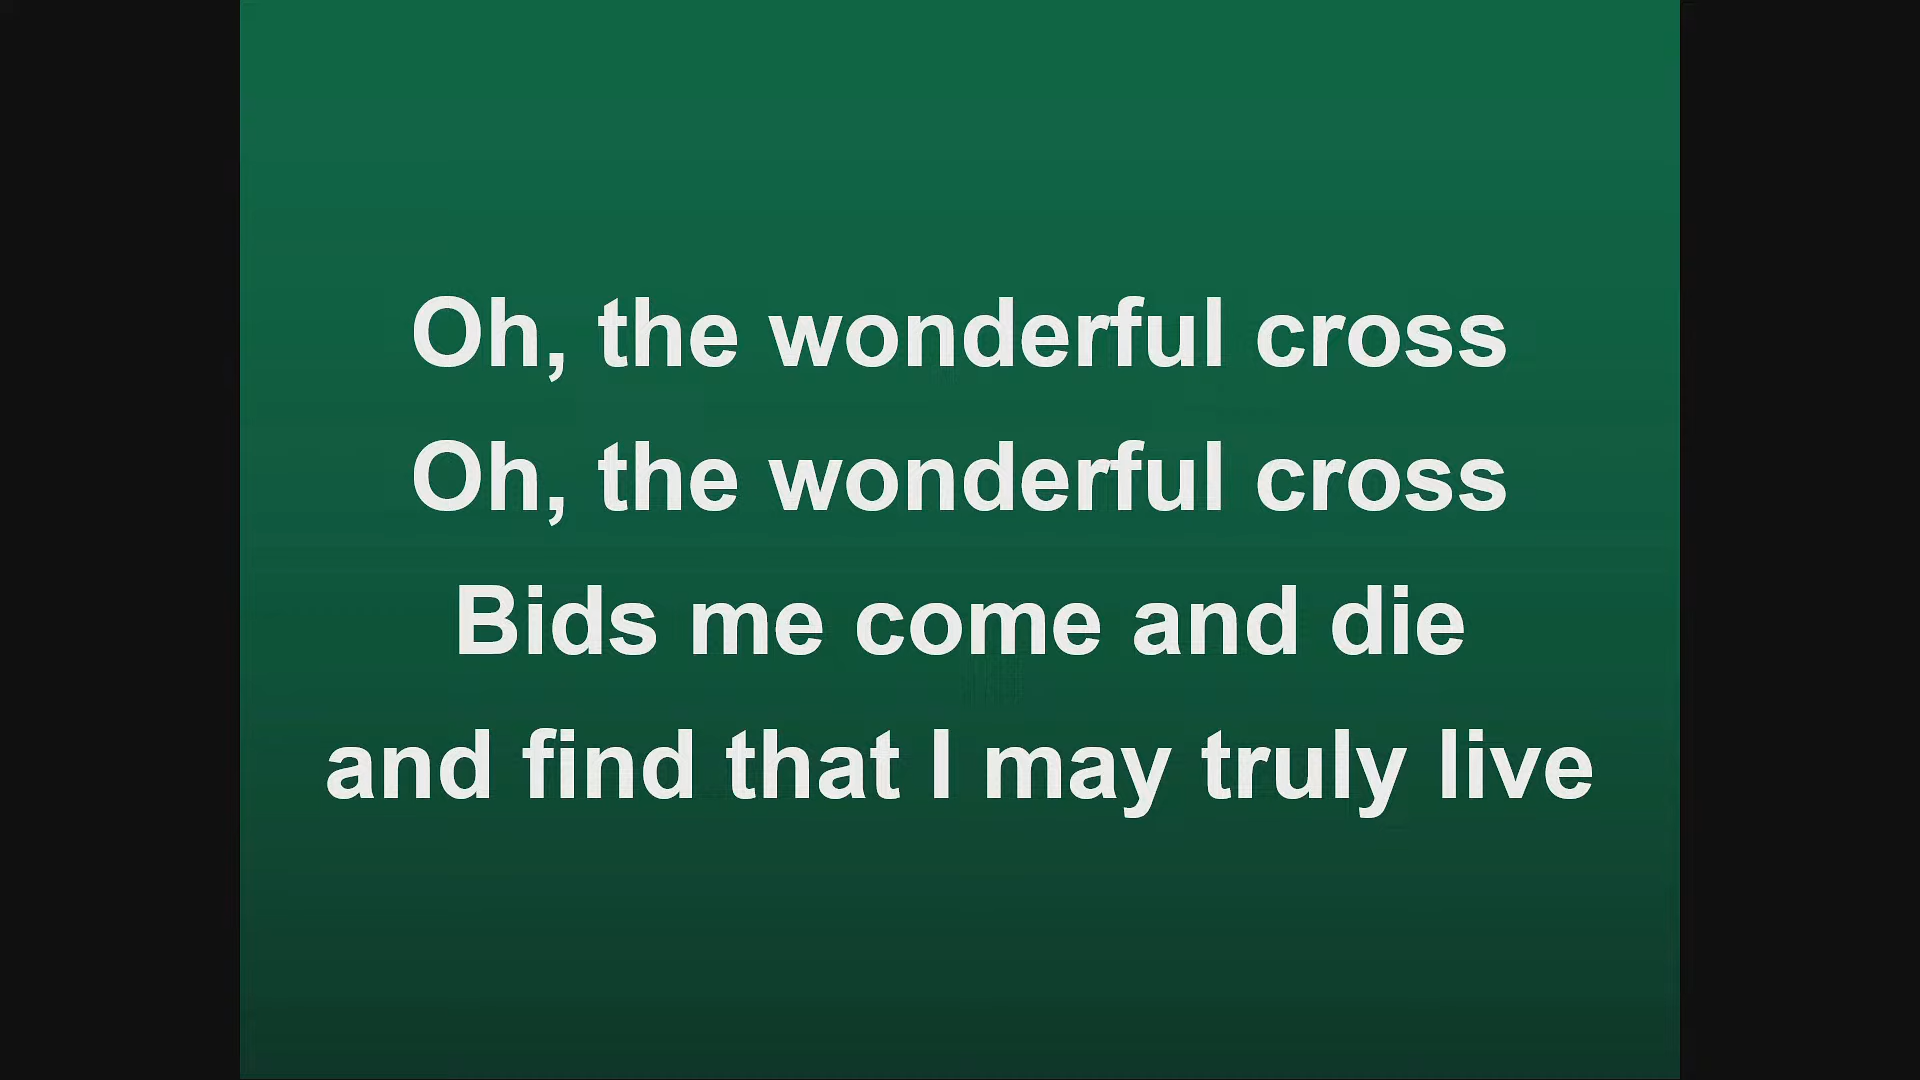 Oh, the wonderful cross
Oh, the wonderful cross
Bids me come and die
and find that I may truly live